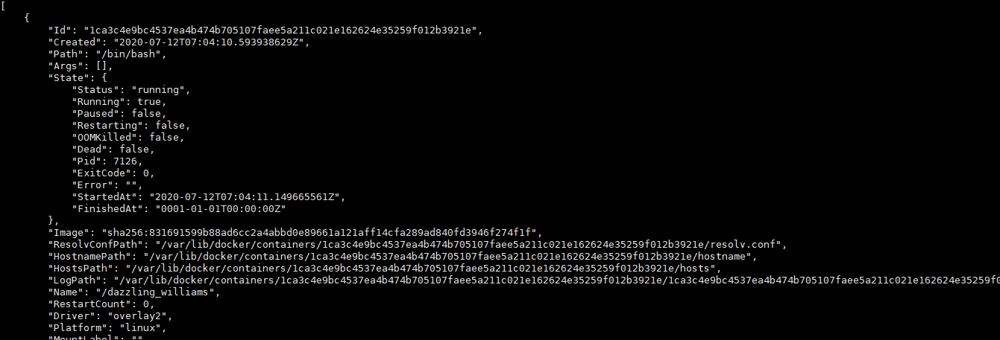 [
    {
        "Id": "1ca3c4e9bc4537ea4b474b705107faee5a211c021e162624e35259f012b3921e",
        "Created": "2020-07-12T07:04:10.593938629Z",
        "Path": "/bin/bash",
        "Args": [],
        "State": {
            "Status": "running",
            "Running": true,
            "Paused": false,
            "Restarting": false,
            "OOMKilled": false,
            "Dead": false,
            "Pid": 7126,
            "ExitCode": 0,
            "Error": "",
            "StartedAt": "2020-07-12T07:04:11.149665561Z",
            "FinishedAt": "0001-01-01T00:00:00Z"
        },
        "Image": "sha256:831691599b88ad6cc2a4abbd0e89661a121aff14cfa289ad840fd3946f274f1f",
        "ResolvConfPath": "/var/lib/docker/containers/1ca3c4e9bc4537ea4b474b705107faee5a211c021e162624e35259f012b3921e/resolv.conf",
        "HostnamePath": "/var/lib/docker/containers/1ca3c4e9bc4537ea4b474b705107faee5a211c021e162624e35259f012b3921e/hostname",
        "HostsPath": "/var/lib/docker/containers/1ca3c4e9bc4537ea4b474b705107faee5a211c021e162624e35259f012b3921e/hosts",
        "LogPath": "/var/lib/docker/containers/1ca3c4e9bc4537ea4b474b705107faee5a211c021e162624e35259f012b3921e/1ca3c4e9bc4537ea4b474b705107faee5a211c021e162624e35259f0
        "Name": "/dazzling_williams",
        "RestartCount": 0,
        "Driver": "overlay2",
        "Platform": "linux",
        "MountLabel": ""